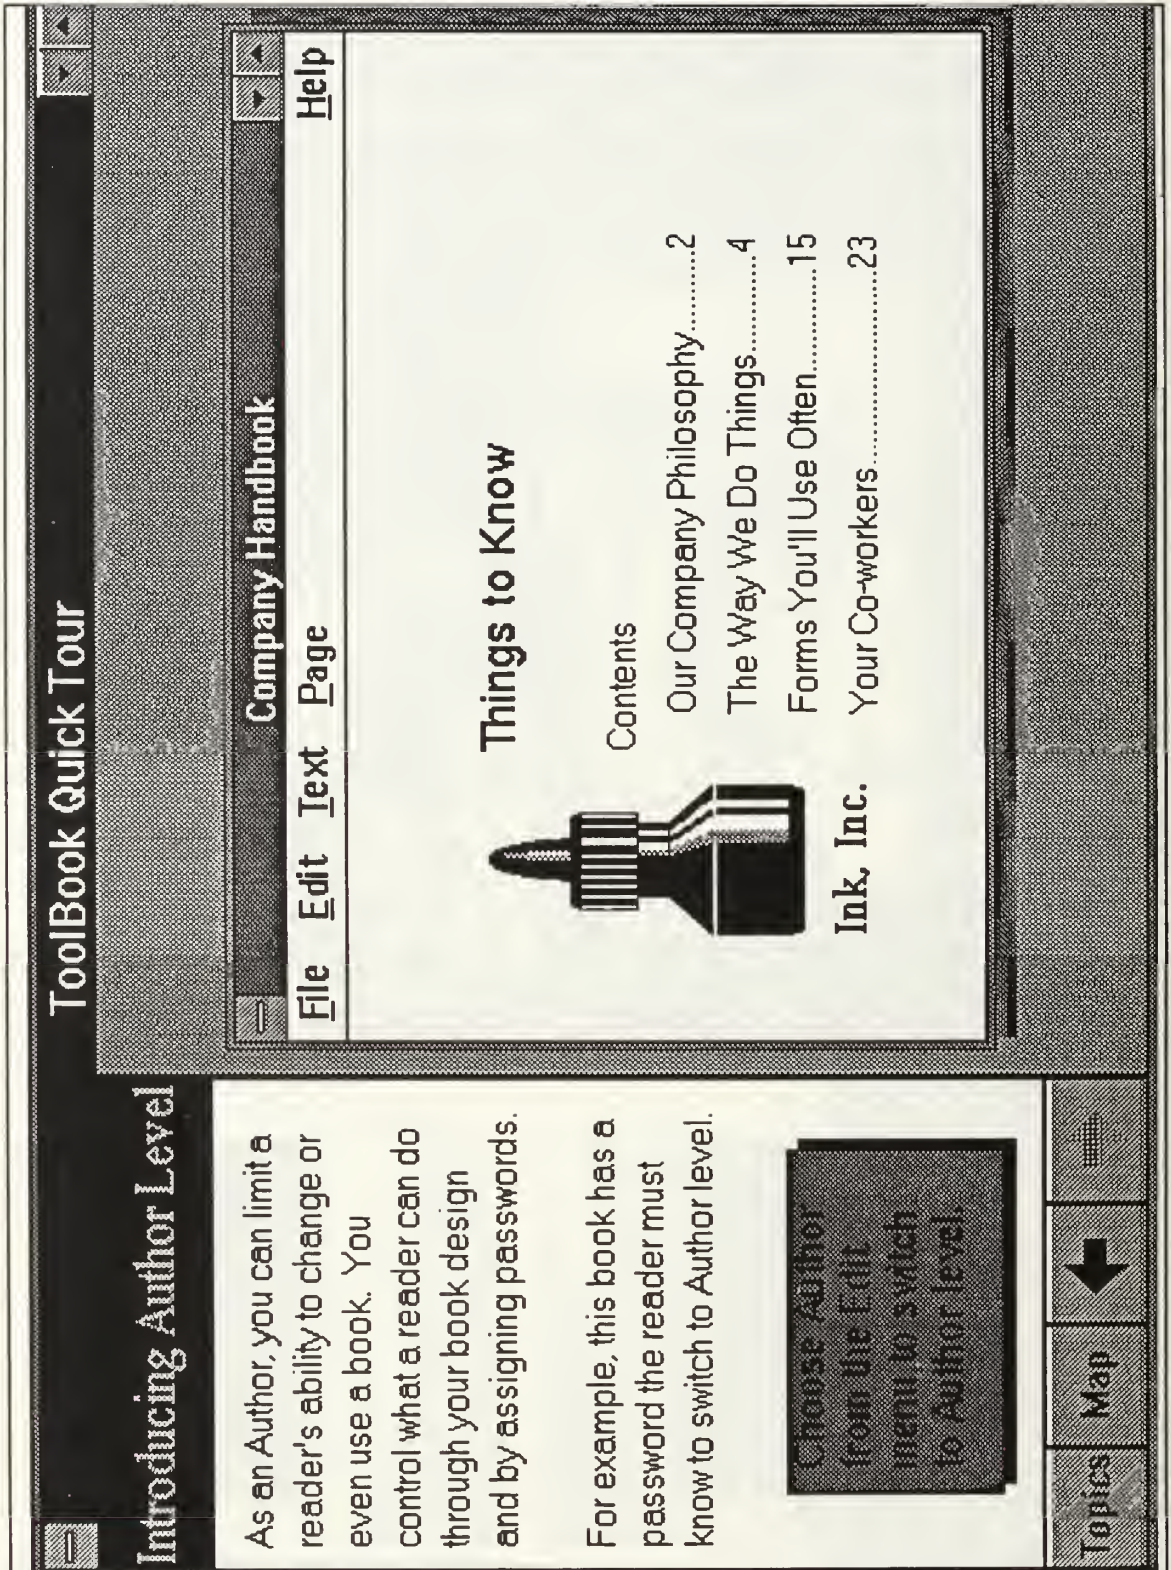 ToolBook Quick Tour
Introducing Author Level
As an Author, you can limit a
reader's ability to change or
even use a book. You
control what a reader can do
through your book design
and by assigning passwords.
For example, this book has a
password the reader must
know to switch to Author level.
Choose Author
from the Edit
menu to switch
to Author level.
Topics Map
Company Handbook
File Edit Text Page Help
Things to Know
Contents
Our Company Philosophy..........2
The Way We Do Things...........4
Forms You'll Use Often.............15
Your Co-workers........................23
Ink, Inc.